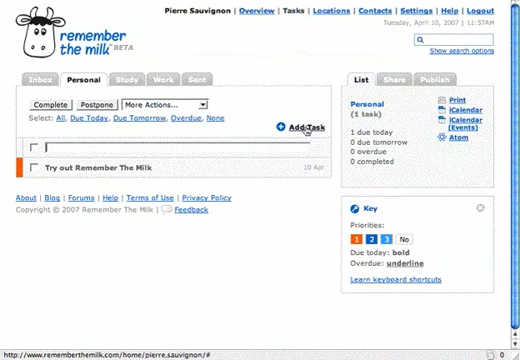 Pierre Sauvignon | Overview | Tasks | Locations | Contacts | Settings | Help | Logout
Tuesday, April 10, 2007 | 11:57AM
remember
the milk™ BETA
Show search options
Inbox Personal Study Work Sent
Complete Postpone More Actions...
Select: All, Due Today, Due Tomorrow, Overdue, None
Add Task
Try out Remember The Milk 10 Apr
About | Blog | Forums | Help | Terms of Use | Privacy Policy
Copyright © 2007 Remember The Milk | Feedback
List Share Publish
Personal
(1 task)
1 due today
0 due tomorrow
0 overdue
0 completed
Print
iCalendar
iCalendar
(Events)
Atom
Key
Priorities:
1 2 3 No
Due today: bold
Overdue: underline
Learn keyboard shortcuts
http://www.rememberthemilk.com/home/pierre.sauvignon/# 0